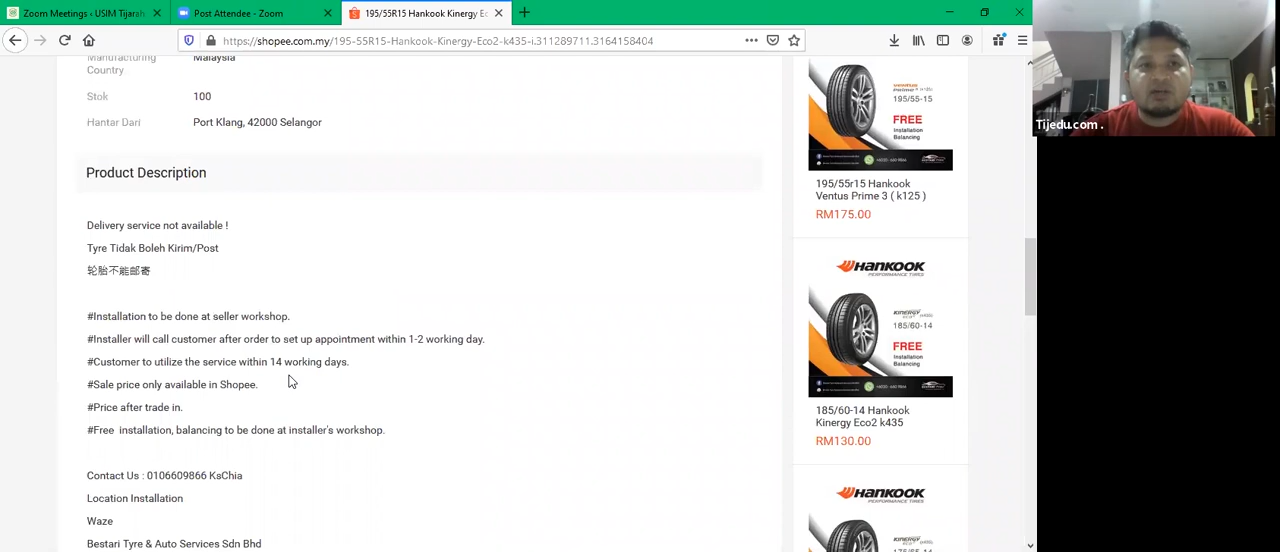 Zoom Meetings ‹ USIM Tijarah
Post Attendee - Zoom
195/55R15 Hankook Kinergy Ec
https://shopee.com.my/195-55R15-Hankook-Kinergy-Eco2-k435-i.311289711.3164158404
Manufacturing
Country
Malaysia
Stok
100
Hantar Dari
Port Klang, 42000 Selangor
Product Description
Delivery service not available !
Tyre Tidak Boleh Kirim/Post
轮胎不能邮寄
#Installation to be done at seller workshop.
#Installer will call customer after order to set up appointment within 1-2 working day.
#Customer to utilize the service within 14 working days.
#Sale price only available in Shopee.
#Price after trade in.
#Free installation, balancing to be done at installer's workshop.
Contact Us : 0106609866 KsChia
Location Installation
Waze
Bestari Tyre & Auto Services Sdn Bhd
195/55-15
FREE
Installation
Balancing
195/55r15 Hankook
Ventus Prime 3 ( k125 )
RM175.00
HANKOOK
PERFORMANCE TIRES
185/60-14
FREE
Installation
Balancing
185/60-14 Hankook
Kinergy Eco2 k435
RM130.00
HANKOOK
PERFORMANCE TIRES
Tijedu.com .